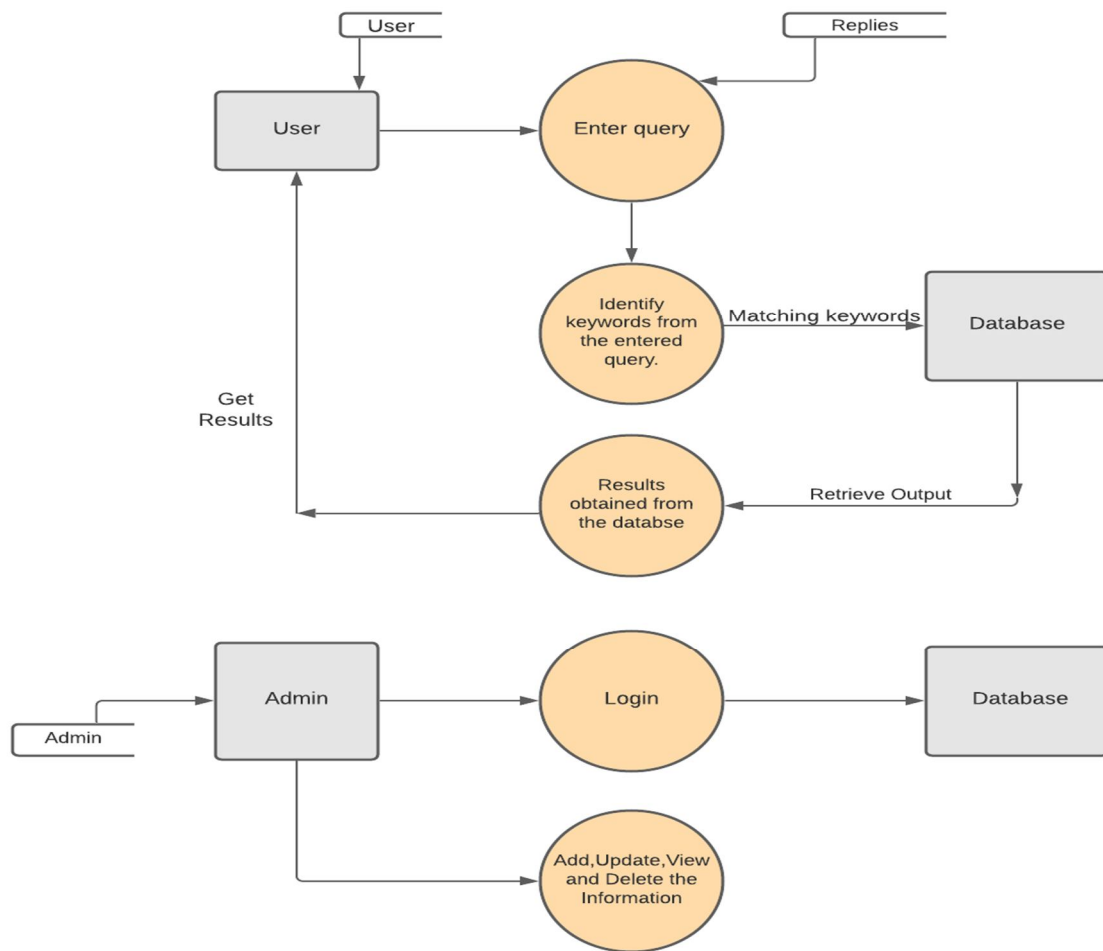 User
Replies
User
Enter query
Identify
keywords from
the entered
query.
Matching keywords
Database
Get
Results
Results
obtained from
the databse
Retrieve Output
Admin
Login
Database
Admin
Add,Update,View
and Delete the
Information